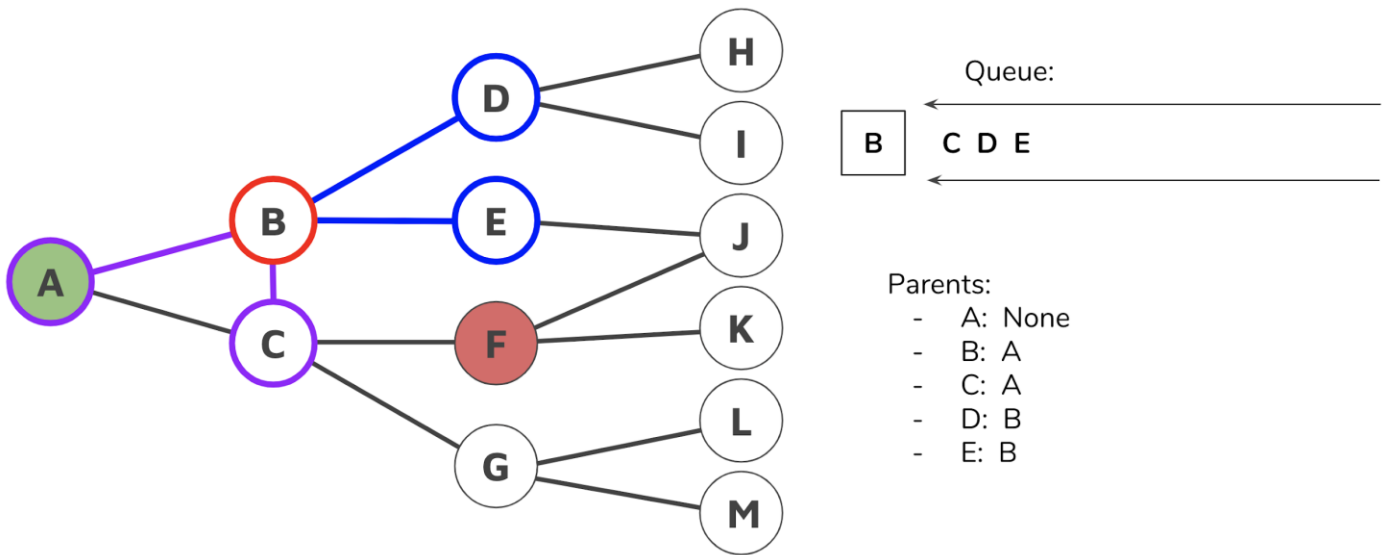 H
Queue:
D
I
B
C D E
B
E
J
A
Parents:
- A: None
C
F
K
- B: A
- C: A
- D: B
L
- E: B
G
M